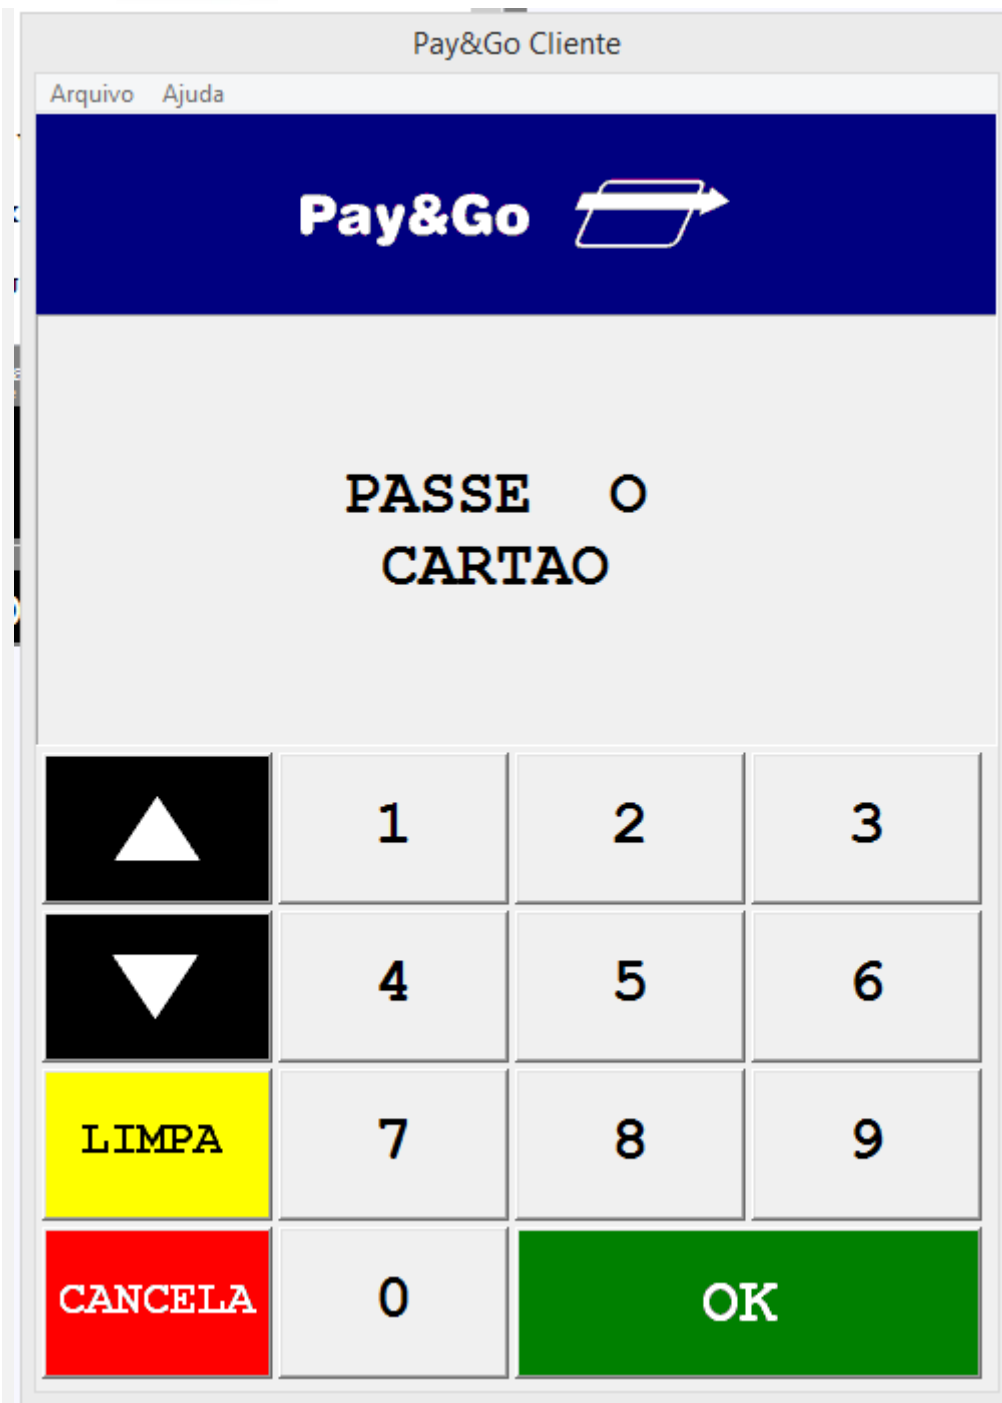 Pay&Go Cliente
Arquivo Ajuda
Pay&Go
PASSE O
CARTAO
1 2 3
4 5 6
LIMPA 7 8 9
CANCELA 0 OK